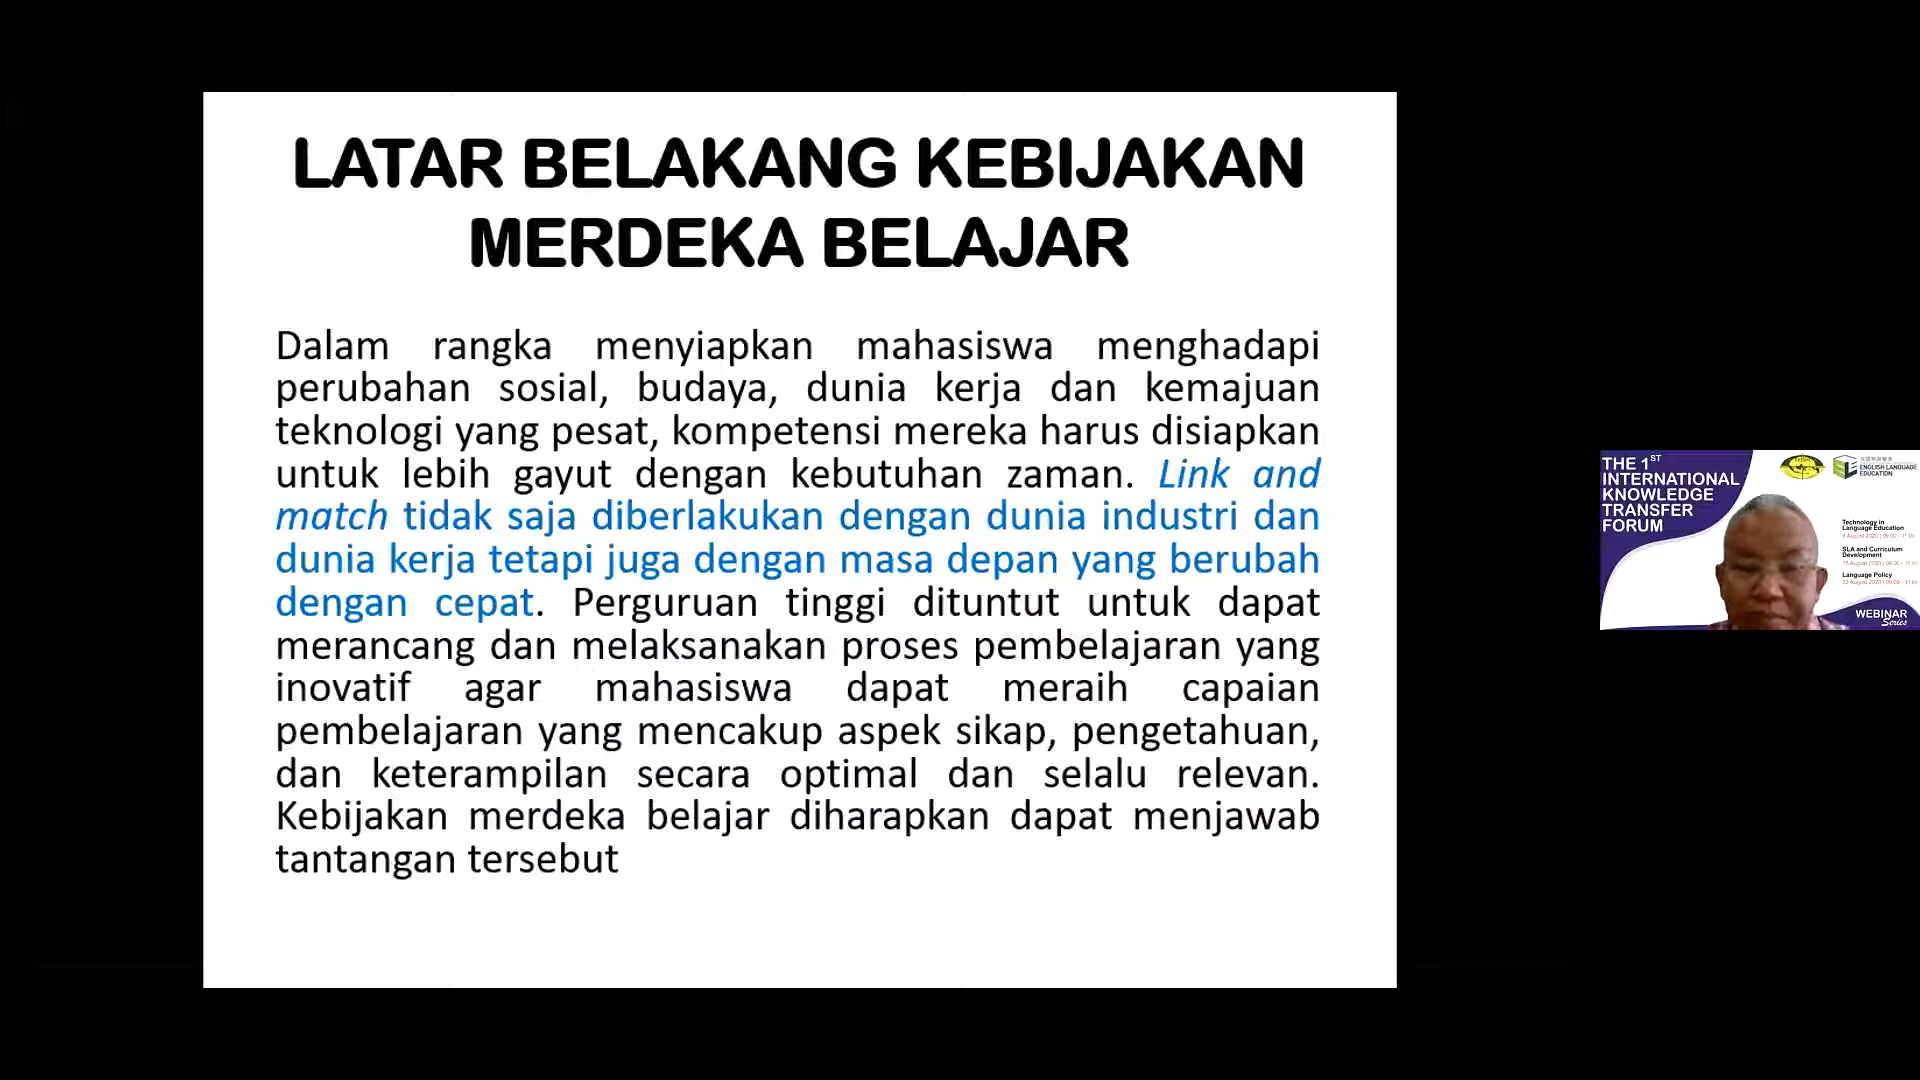 LATAR BELAKANG KEBIJAKAN
MERDEKA BELAJAR
Dalam rangka menyiapkan mahasiswa menghadapi
perubahan sosial, budaya, dunia kerja dan kemajuan
teknologi yang pesat, kompetensi mereka harus disiapkan
untuk lebih gayut dengan kebutuhan zaman. Link and
match tidak saja diberlakukan dengan dunia industri dan
dunia kerja tetapi juga dengan masa depan yang berubah
dengan cepat. Perguruan tinggi dituntut untuk dapat
merancang dan melaksanakan proses pembelajaran yang
inovatif agar mahasiswa dapat meraih capaian
pembelajaran yang mencakup aspek sikap, pengetahuan,
dan keterampilan secara optimal dan selalu relevan.
Kebijakan merdeka belajar diharapkan dapat menjawab
tantangan tersebut
THE 1ST
INTERNATIONAL
KNOWLEDGE
TRANSFER
FORUM
ENGLISH LANGUAGE
EDUCATION
Technology in
Language Education
SLA and Curriculum
Development
Language Policy
WEBINAR
Series